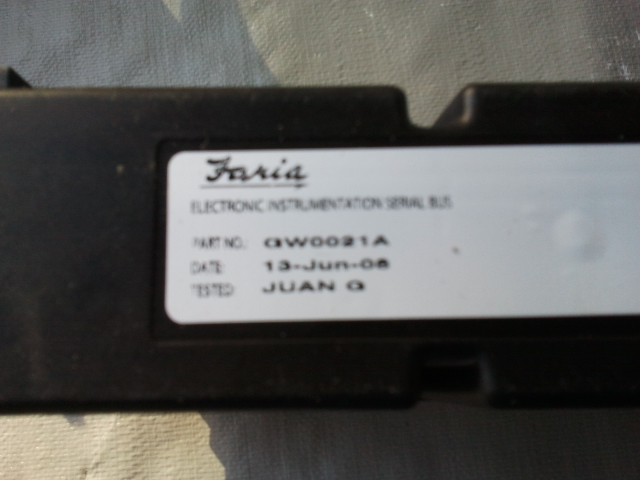 Faria
ELECTRONIC INSTRUMENTATION SERIAL BUS
PART NO.: GW0021A
DATE: 13-Jun-08
TESTED: JUAN G